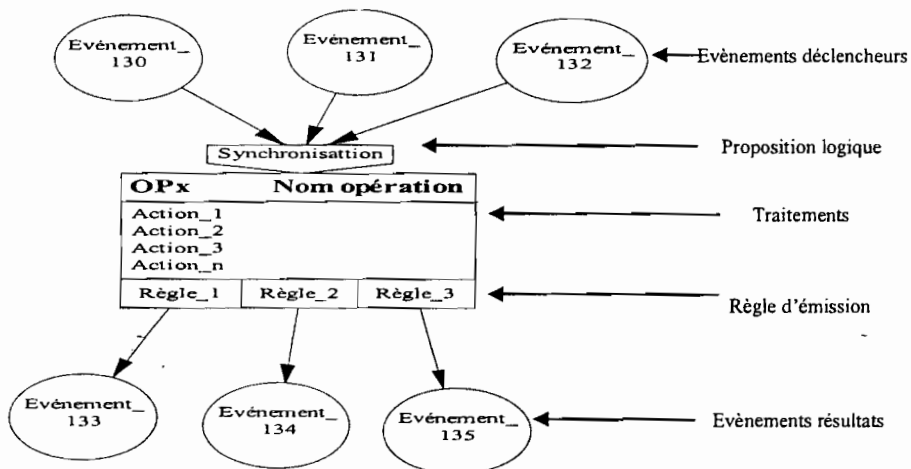 Evénement_
130
Evénement_
131
Evénement_
132
Evènements déclencheurs
Synchronisattion
Proposition logique
OPx Nom opération
Action_1
Action_2
Action_3
Action_n
Traitements
Règle_1 Règle_2 Règle_3
Règle d'émission
Evénement_
133
Evénement_
134
Evénement_
135
Evènements résultats